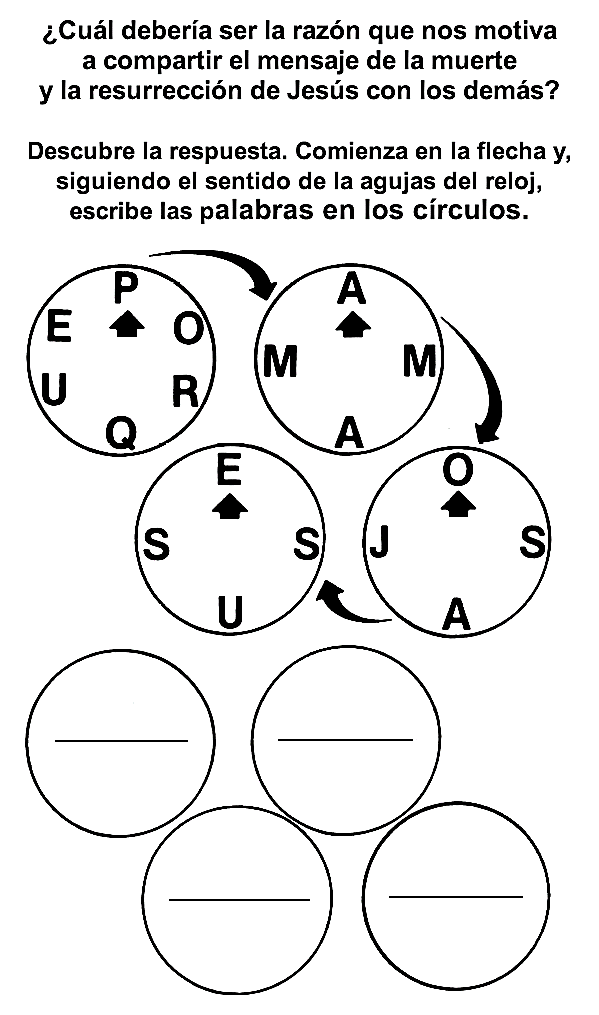 ¿Cuál debería ser la razón que nos motiva
a compartir el mensaje de la muerte
y la resurrección de Jesús con los demás?
Descubre la respuesta. Comienza en la flecha y,
siguiendo el sentido de la agujas del reloj,
escribe las palabras en los círculos.
P O R Q U E
A M A M
O S A J
E S U S